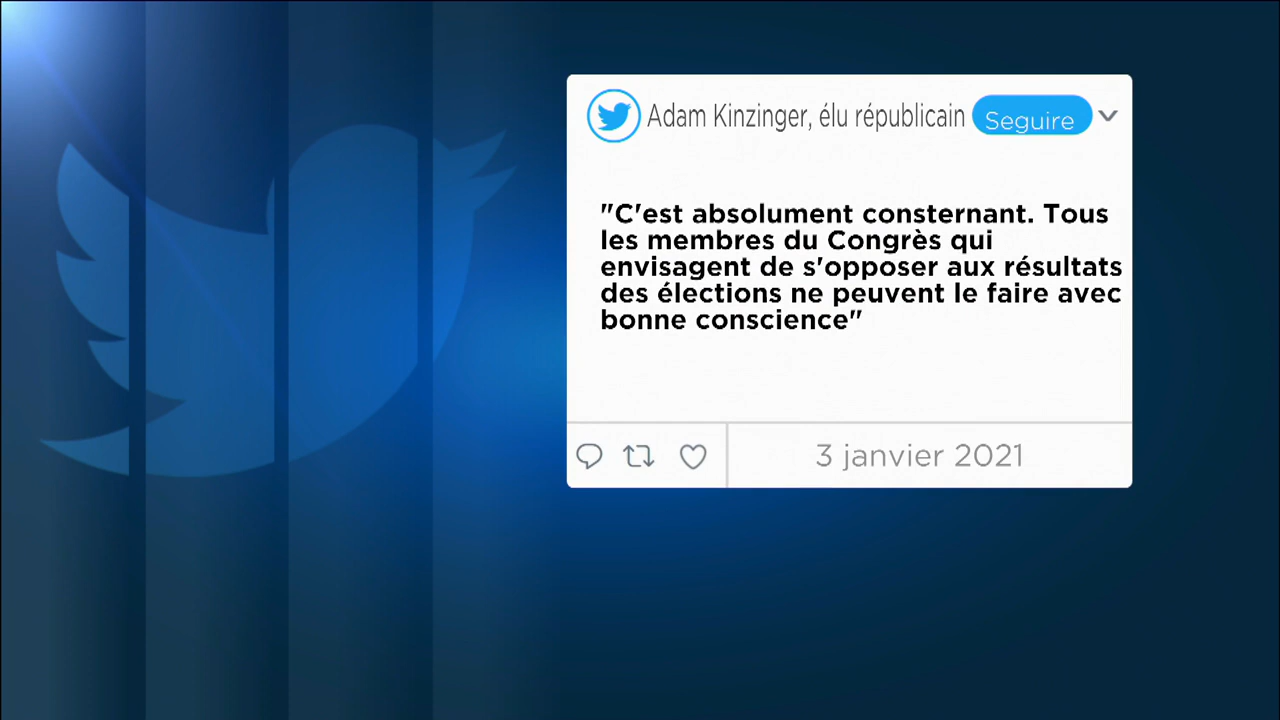 Adam Kinzinger, élu républicain Seguire
"C'est absolument consternant. Tous
les membres du Congrès qui
envisagent de s'opposer aux résultats
des élections ne peuvent le faire avec
bonne conscience"
3 janvier 2021